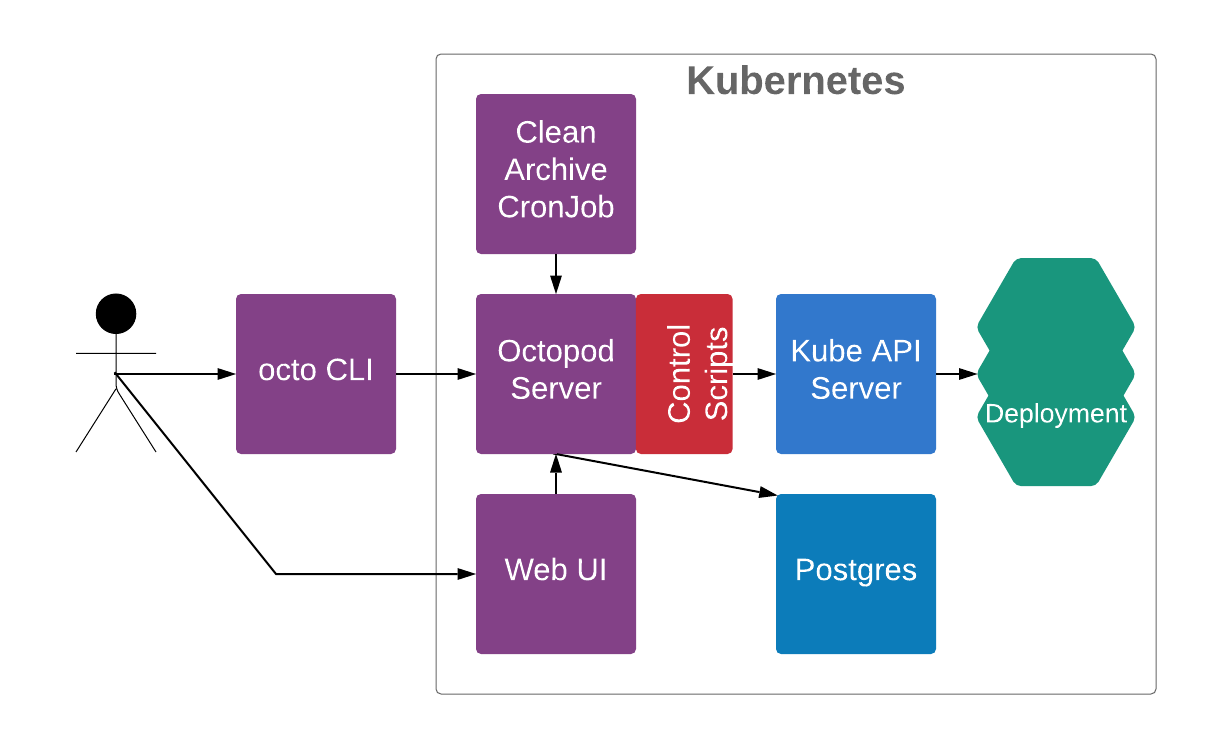 Kubernetes
Clean
Archive
CronJob
octo CLI
Octopod
Server
Control
Scripts
Kube API
Server
Deployment
Web UI
Postgres